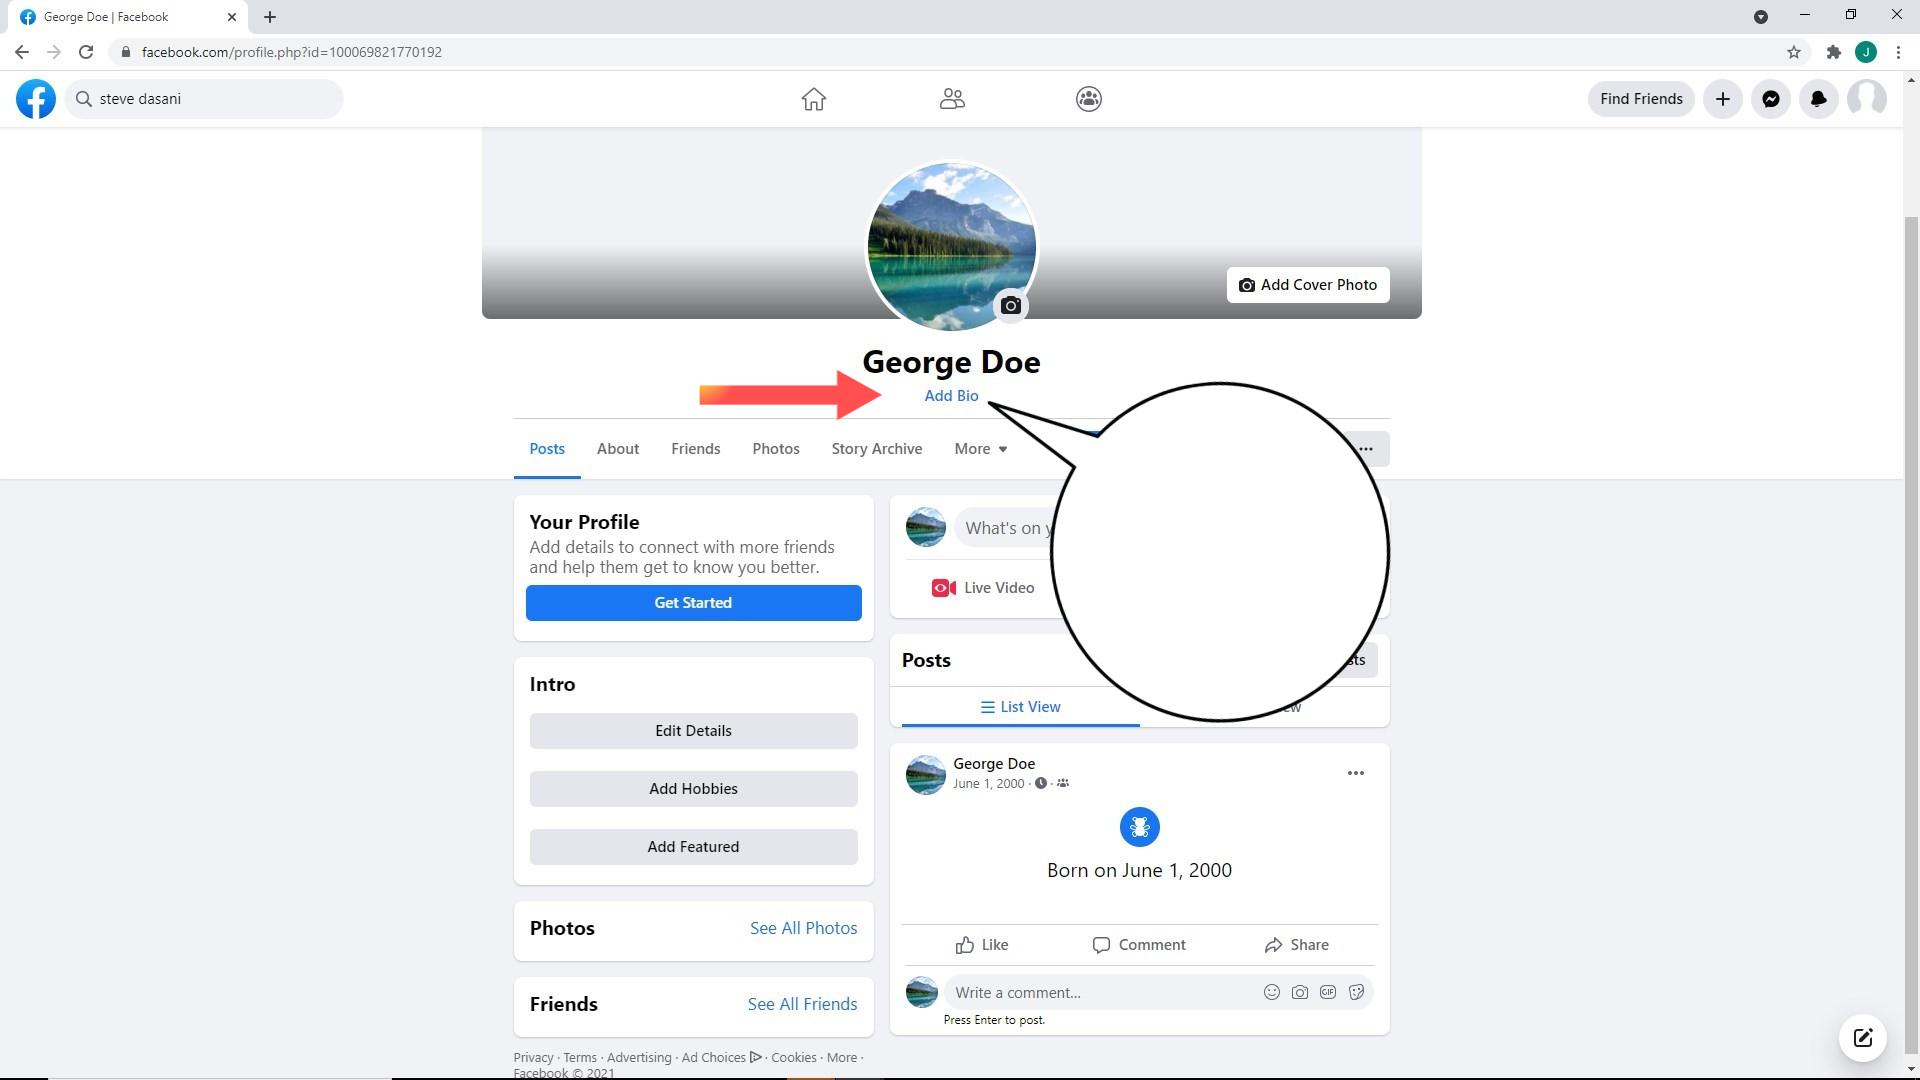 George Doe | Facebook
facebook.com/profile.php?id=100069821770192
J
steve dasani
Find Friends
Add Cover Photo
George Doe
Add Bio
Posts About Friends Photos Story Archive More
Your Profile
Add details to connect with more friends
and help them get to know you better.
Get Started
Intro
Edit Details
Add Hobbies
Add Featured
Photos See All Photos
Friends See All Friends
Privacy · Terms · Advertising · Ad Choices · Cookies · More ·
Facebook © 2021
What's on
Live Video
Posts
List View
George Doe
June 1, 2000 ·
Born on June 1, 2000
Like Comment Share
Write a comment...
GIF
Press Enter to post.